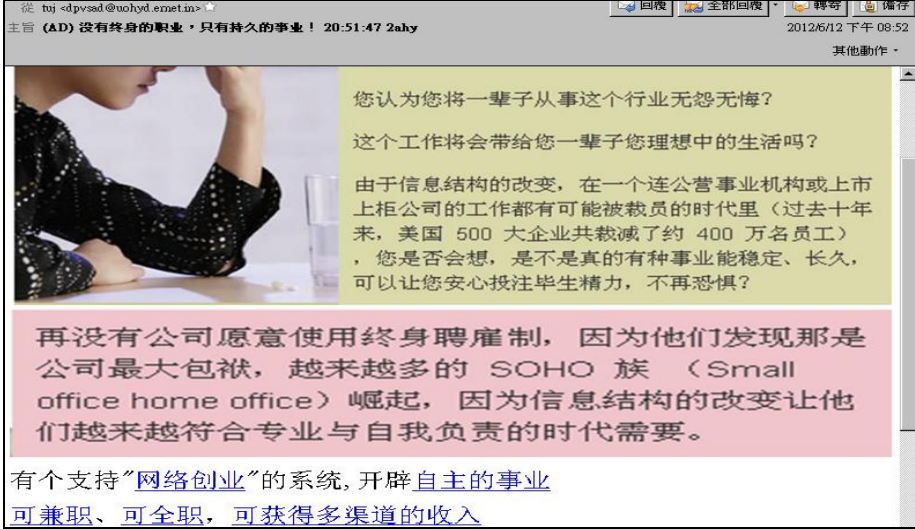 從 tuj <dpvsad@uohyd.emet.in> 回覆 全部回覆 轉寄 儲存
主旨 (AD) 没有终身的职业，只有持久的事业！ 20:51:47 2ahy 2012/6/12 下午 08:52
其他動作
您认为您将一辈子从事这个行业无怨无悔?
这个工作将会带给您一辈子您理想中的生活吗?
由于信息结构的改变，在一个连公营事业机构或上市
上柜公司的工作都有可能被裁员的时代里（过去十年
来，美国 500 大企业共裁减了约 400 万名员工）
，您是否会想，是不是真的有种事业能稳定、长久，
可以让您安心投注毕生精力，不再恐惧?
再没有公司愿意使用终身聘雇制，因为他们发现那是
公司最大包袱，越来越多的 SOHO 族 （Small
office home office）崛起，因为信息结构的改变让他
们越来越符合专业与自我负责的时代需要。
有个支持"网络创业"的系统, 开辟自主的事业
可兼职、可全职，可获得多渠道的收入